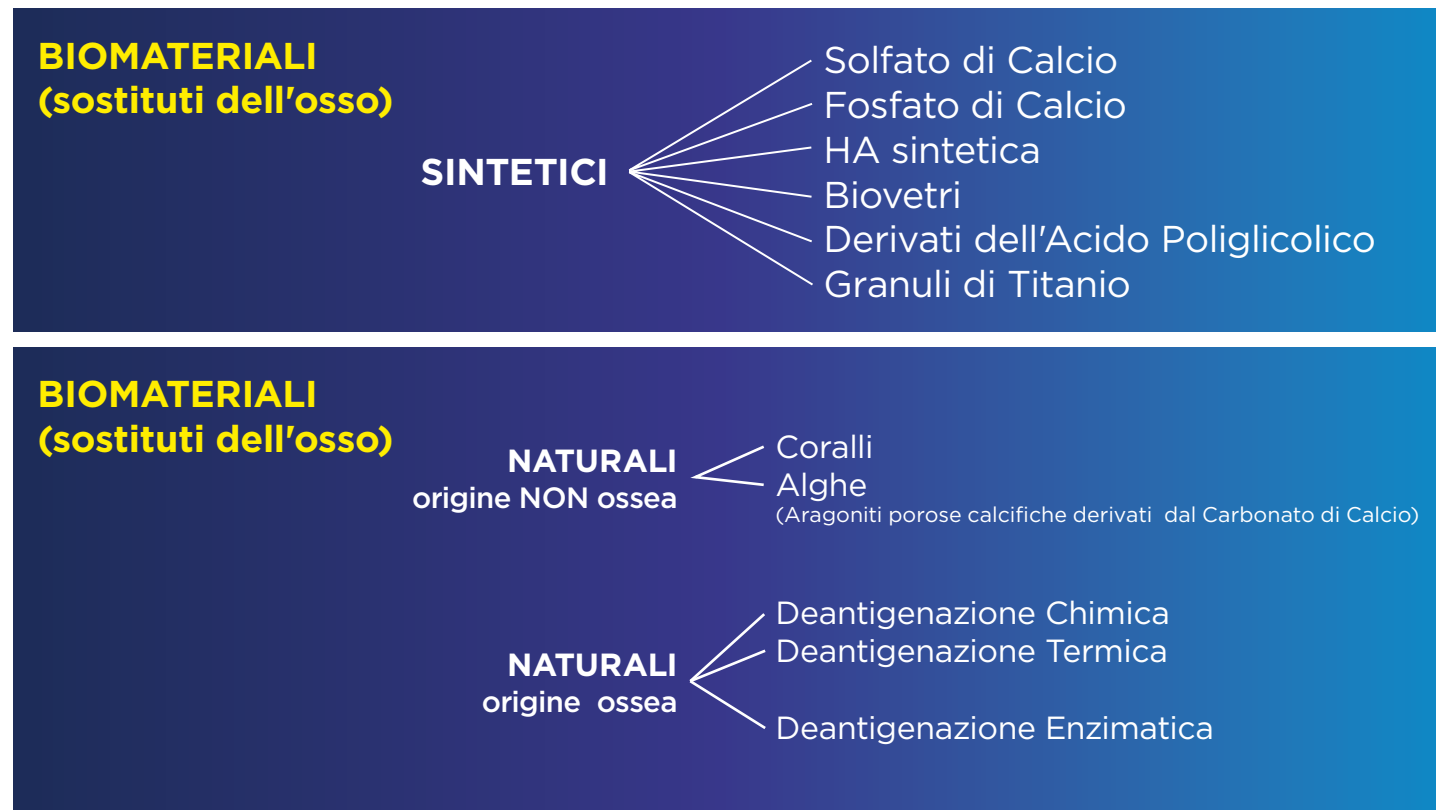 BIOMATERIALI
(sostituti dell'osso)
SINTETICI
Solfato di Calcio
Fosfato di Calcio
HA sintetica
Biovetri
Derivati dell'Acido Poliglicolico
Granuli di Titanio
BIOMATERIALI
(sostituti dell'osso)
NATURALI
origine NON ossea
Coralli
Alghe
(Aragoniti porose calcifiche derivati dal Carbonato di Calcio)
NATURALI
origine ossea
Deantigenazione Chimica
Deantigenazione Termica
Deantigenazione Enzimatica